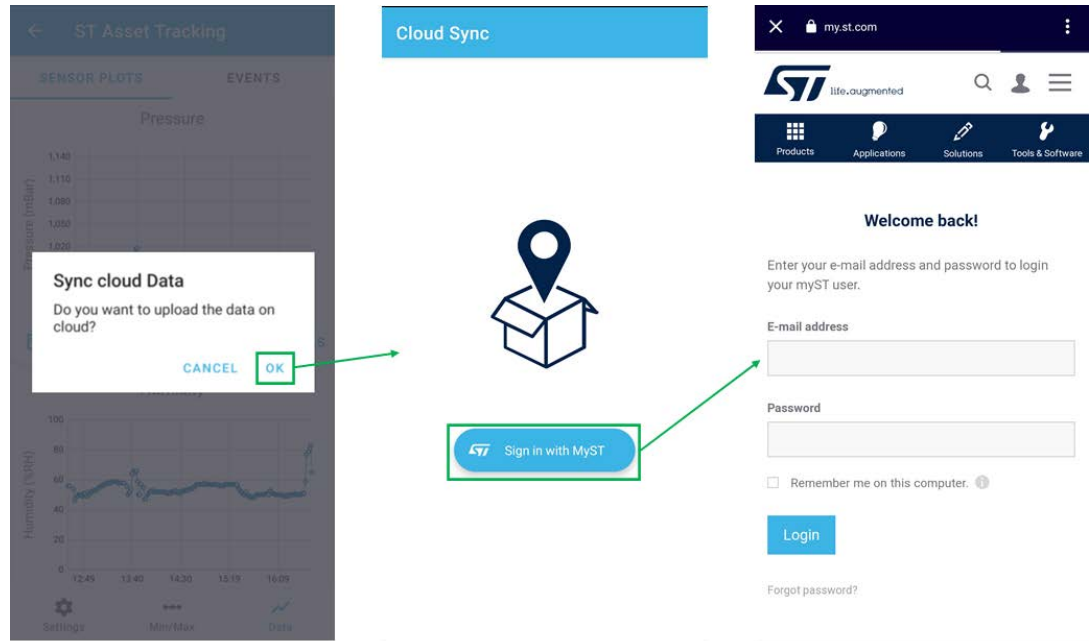 ST Asset Tracking
SENSOR PLOTS
EVENTS
Pressure
1,140
1,110
1,080
1,050
1,020
Pressure (mBar)
Sync cloud Data
Do you want to upload the data on
cloud?
CANCEL
OK
100
80
60
40
20
0
Humidity (%RH)
12:49
13:40
14:30
15:19
16:09
Settings
Min/Max
Data
Cloud Sync
ST Sign in with MyST
my.st.com
ST life.augmented
Products
Applications
Solutions
Tools & Software
Welcome back!
Enter your e-mail address and password to login
your myST user.
E-mail address
Password
Remember me on this computer.
Login
Forgot password?